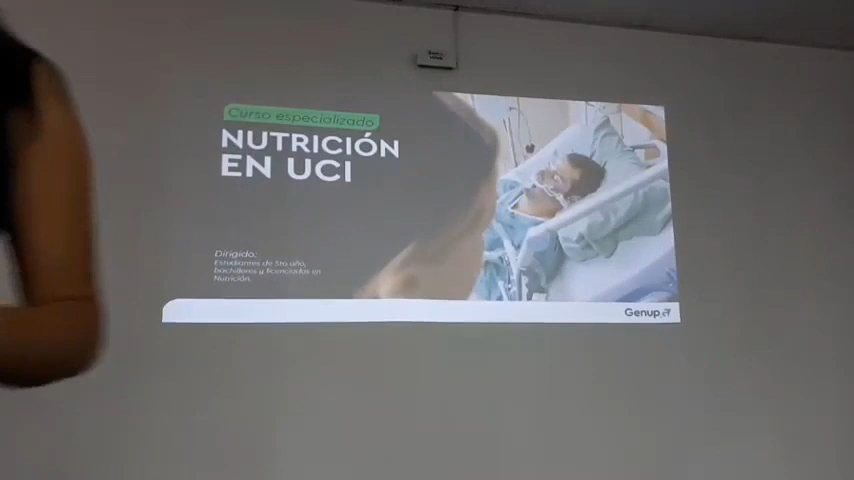 Curso especializado
NUTRICIÓN
EN UCI
Dirigido:
Estudiantes de 5to año,
bachilleres y licenciados en
Nutrición.
Genup